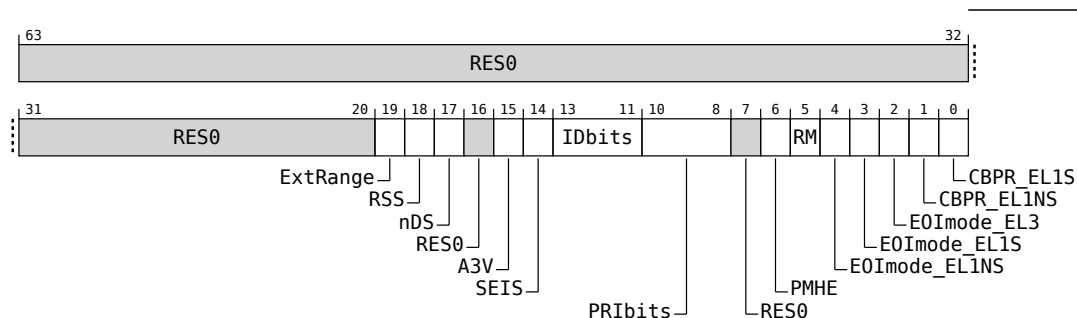 63 32
RES0
31 20 19 18 17 16 15 14 13 11 10 8 7 6 5 4 3 2 1 0
RES0 IDbits RM
ExtRange CBPR_EL1S
RSS CBPR_EL1NS
nDS EOImode_EL3
RES0 EOImode_EL1S
A3V EOImode_EL1NS
SEIS PMHE
PRIbits RES0